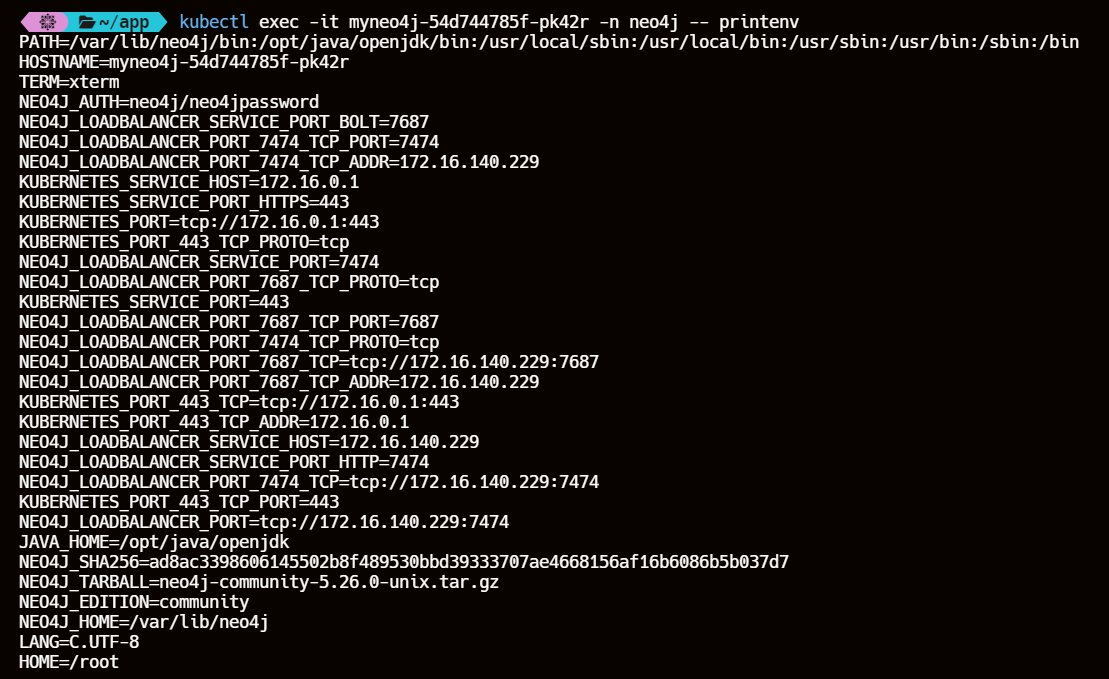 ~/app kubectl exec -it myneo4j-54d744785f-pk42r -n neo4j -- printenv
PATH=/var/lib/neo4j/bin:/opt/java/openjdk/bin:/usr/local/sbin:/usr/local/bin:/usr/sbin:/usr/bin:/sbin:/bin
HOSTNAME=myneo4j-54d744785f-pk42r
TERM=xterm
NEO4J_AUTH=neo4j/neo4jpassword
NEO4J_LOADBALANCER_SERVICE_PORT_BOLT=7687
NEO4J_LOADBALANCER_PORT_7474_TCP_PORT=7474
NEO4J_LOADBALANCER_PORT_7474_TCP_ADDR=172.16.140.229
KUBERNETES_SERVICE_HOST=172.16.0.1
KUBERNETES_SERVICE_PORT_HTTPS=443
KUBERNETES_PORT=tcp://172.16.0.1:443
KUBERNETES_PORT_443_TCP_PROTO=tcp
NEO4J_LOADBALANCER_SERVICE_PORT=7474
NEO4J_LOADBALANCER_PORT_7687_TCP_PROTO=tcp
KUBERNETES_SERVICE_PORT=443
NEO4J_LOADBALANCER_PORT_7687_TCP_PORT=7687
NEO4J_LOADBALANCER_PORT_7474_TCP_PROTO=tcp
NEO4J_LOADBALANCER_PORT_7687_TCP=tcp://172.16.140.229:7687
NEO4J_LOADBALANCER_PORT_7687_TCP_ADDR=172.16.140.229
KUBERNETES_PORT_443_TCP=tcp://172.16.0.1:443
KUBERNETES_PORT_443_TCP_ADDR=172.16.0.1
NEO4J_LOADBALANCER_SERVICE_HOST=172.16.140.229
NEO4J_LOADBALANCER_SERVICE_PORT_HTTP=7474
NEO4J_LOADBALANCER_PORT_7474_TCP=tcp://172.16.140.229:7474
KUBERNETES_PORT_443_TCP_PORT=443
NEO4J_LOADBALANCER_PORT=tcp://172.16.140.229:7474
JAVA_HOME=/opt/java/openjdk
NEO4J_SHA256=ad8ac3398606145502b8f489530bbd39333707ae4668156af16b6086b5b037d7
NEO4J_TARBALL=neo4j-community-5.26.0-unix.tar.gz
NEO4J_EDITION=community
NEO4J_HOME=/var/lib/neo4j
LANG=C.UTF-8
HOME=/root